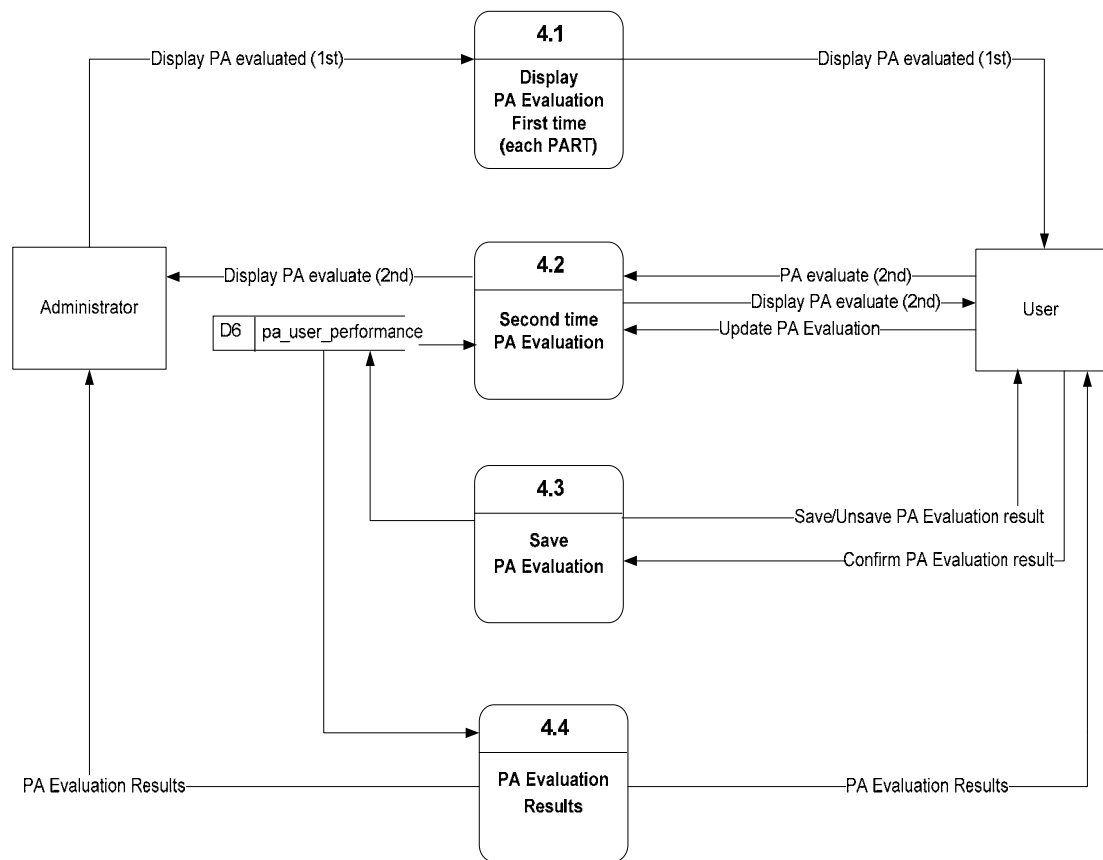 4.1
Display PA evaluated (1st)
Display PA evaluated (1st)
Display
PA Evaluation
First time
(each PART)
Administrator
4.2
Display PA evaluate (2nd)
PA evaluate (2nd)
Display PA evaluate (2nd)
Update PA Evaluation
User
D6 pa_user_performance
Second time
PA Evaluation
4.3
Save
PA Evaluation
Save/Unsave PA Evaluation result
Confirm PA Evaluation result
4.4
PA Evaluation Results
PA Evaluation
Results
PA Evaluation Results